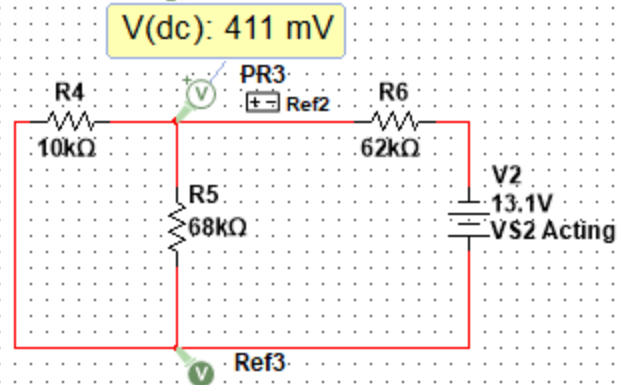 V(dc): 411 mV
PR3
Ref2
R4
10kΩ
R6
62kΩ
R5
68kΩ
V2
13.1V
VS2 Acting
Ref3
V
V